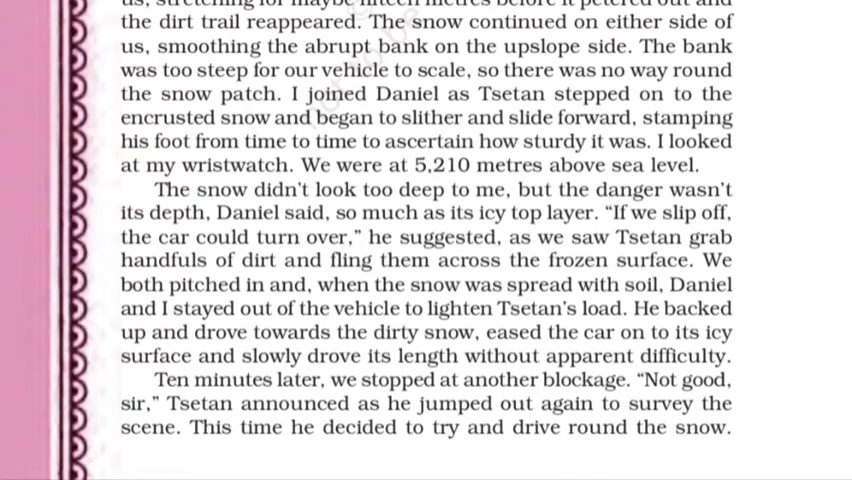 us, stretching for maybe fifteen metres before it petered out and
the dirt trail reappeared. The snow continued on either side of
us, smoothing the abrupt bank on the upslope side. The bank
was too steep for our vehicle to scale, so there was no way round
the snow patch. I joined Daniel as Tsetan stepped on to the
encrusted snow and began to slither and slide forward, stamping
his foot from time to time to ascertain how sturdy it was. I looked
at my wristwatch. We were at 5,210 metres above sea level.
The snow didn't look too deep to me, but the danger wasn't
its depth, Daniel said, so much as its icy top layer. “If we slip off,
the car could turn over,” he suggested, as we saw Tsetan grab
handfuls of dirt and fling them across the frozen surface. We
both pitched in and, when the snow was spread with soil, Daniel
and I stayed out of the vehicle to lighten Tsetan's load. He backed
up and drove towards the dirty snow, eased the car on to its icy
surface and slowly drove its length without apparent difficulty.
Ten minutes later, we stopped at another blockage. “Not good,
sir,” Tsetan announced as he jumped out again to survey the
scene. This time he decided to try and drive round the snow.